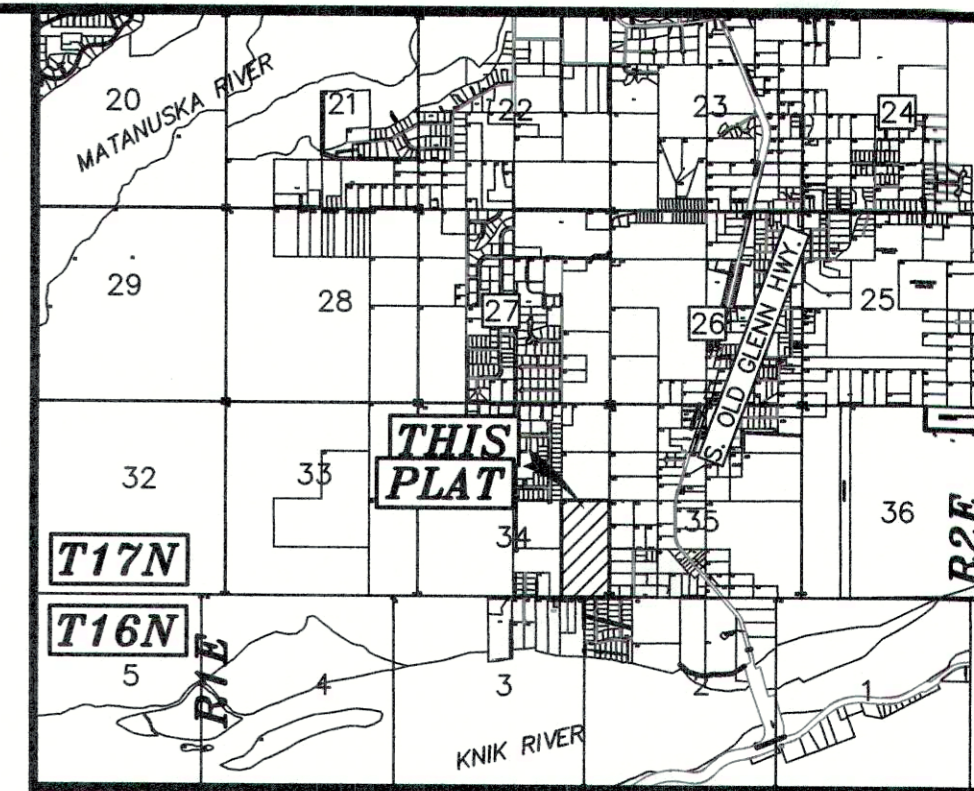 20
MATANUSKA RIVER
21
22
23
24
29
28
27
26
25
S. OLD GLENN HWY.
THIS
PLAT
32
33
34
35
36
T17N
R2E
T16N
R1E
5
4
3
2
1
KNIK RIVER